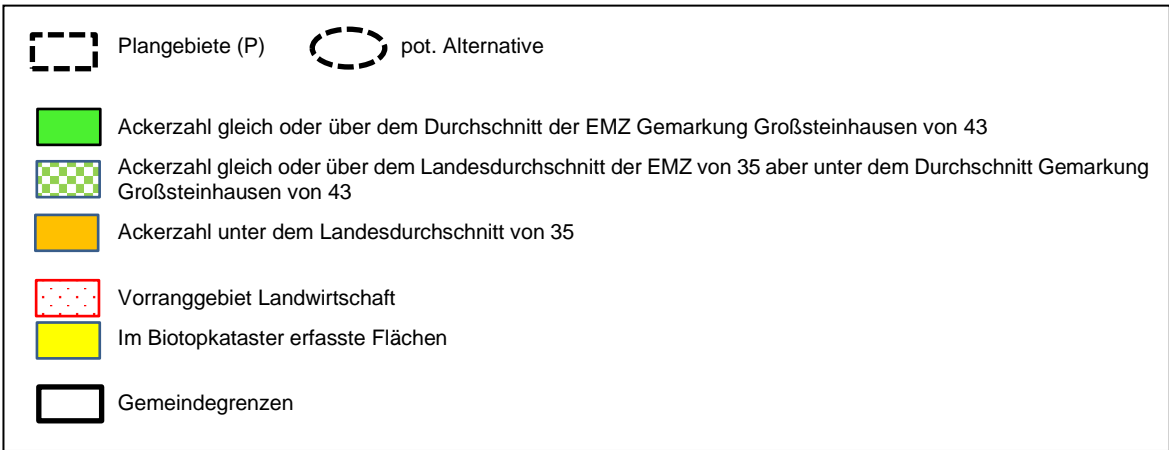 Plangebiete (P) pot. Alternative
Ackerzahl gleich oder über dem Durchschnitt der EMZ Gemarkung Großsteinhausen von 43
Ackerzahl gleich oder über dem Landesdurchschnitt der EMZ von 35 aber unter dem Durchschnitt Gemarkung
Großsteinhausen von 43
Ackerzahl unter dem Landesdurchschnitt von 35
Vorranggebiet Landwirtschaft
Im Biotopkataster erfasste Flächen
Gemeindegrenzen